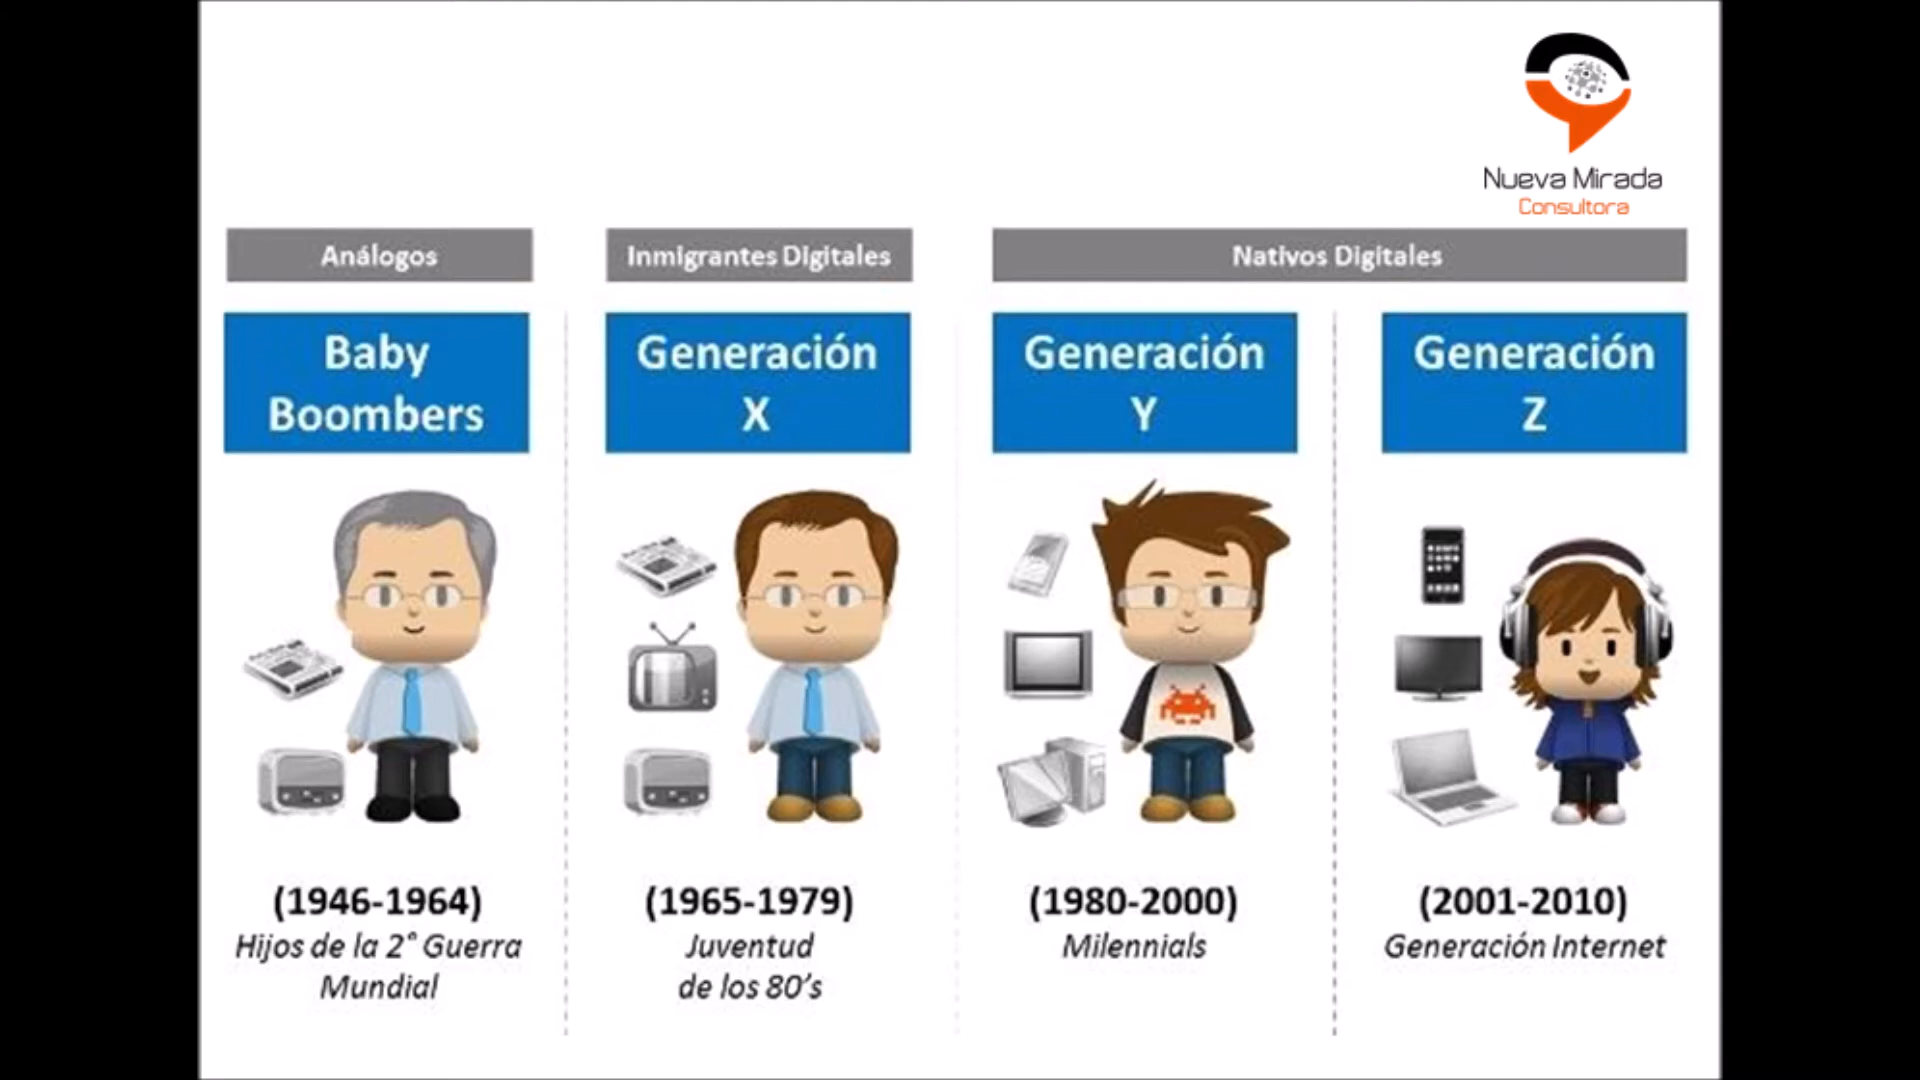 Nueva Mirada
Consultora
Análogos
Inmigrantes Digitales
Nativos Digitales
Baby
Boombers
Generación
X
Generación
Y
Generación
Z
(1946-1964)
Hijos de la 2° Guerra
Mundial
(1965-1979)
Juventud
de los 80's
(1980-2000)
Milennials
(2001-2010)
Generación Internet